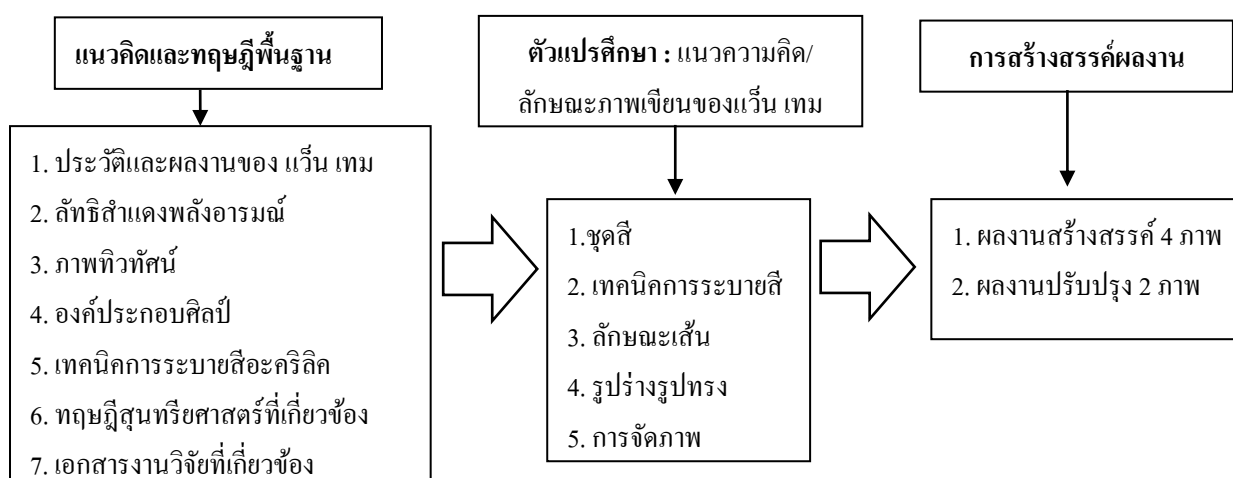 แนวคิดและทฤษฎีพื้นฐาน
1. ประวัติและผลงานของ แว็น เทม
2. ลัทธิสำแดงพลังอารมณ์
3. ภาพทิวทัศน์
4. องค์ประกอบศิลป์
5. เทคนิคการระบายสีอะคริลิค
6. ทฤษฎีสุนทรียศาสตร์ที่เกี่ยวข้อง
7. เอกสารงานวิจัยที่เกี่ยวข้อง
ตัวแปรศึกษา : แนวความคิด/
ลักษณะภาพเขียนของแว็น เทม
1.ชุดสี
2. เทคนิคการระบายสี
3. ลักษณะเส้น
4. รูปร่างรูปทรง
5. การจัดภาพ
การสร้างสรรค์ผลงาน
1. ผลงานสร้างสรรค์ 4 ภาพ
2. ผลงานปรับปรุง 2 ภาพ